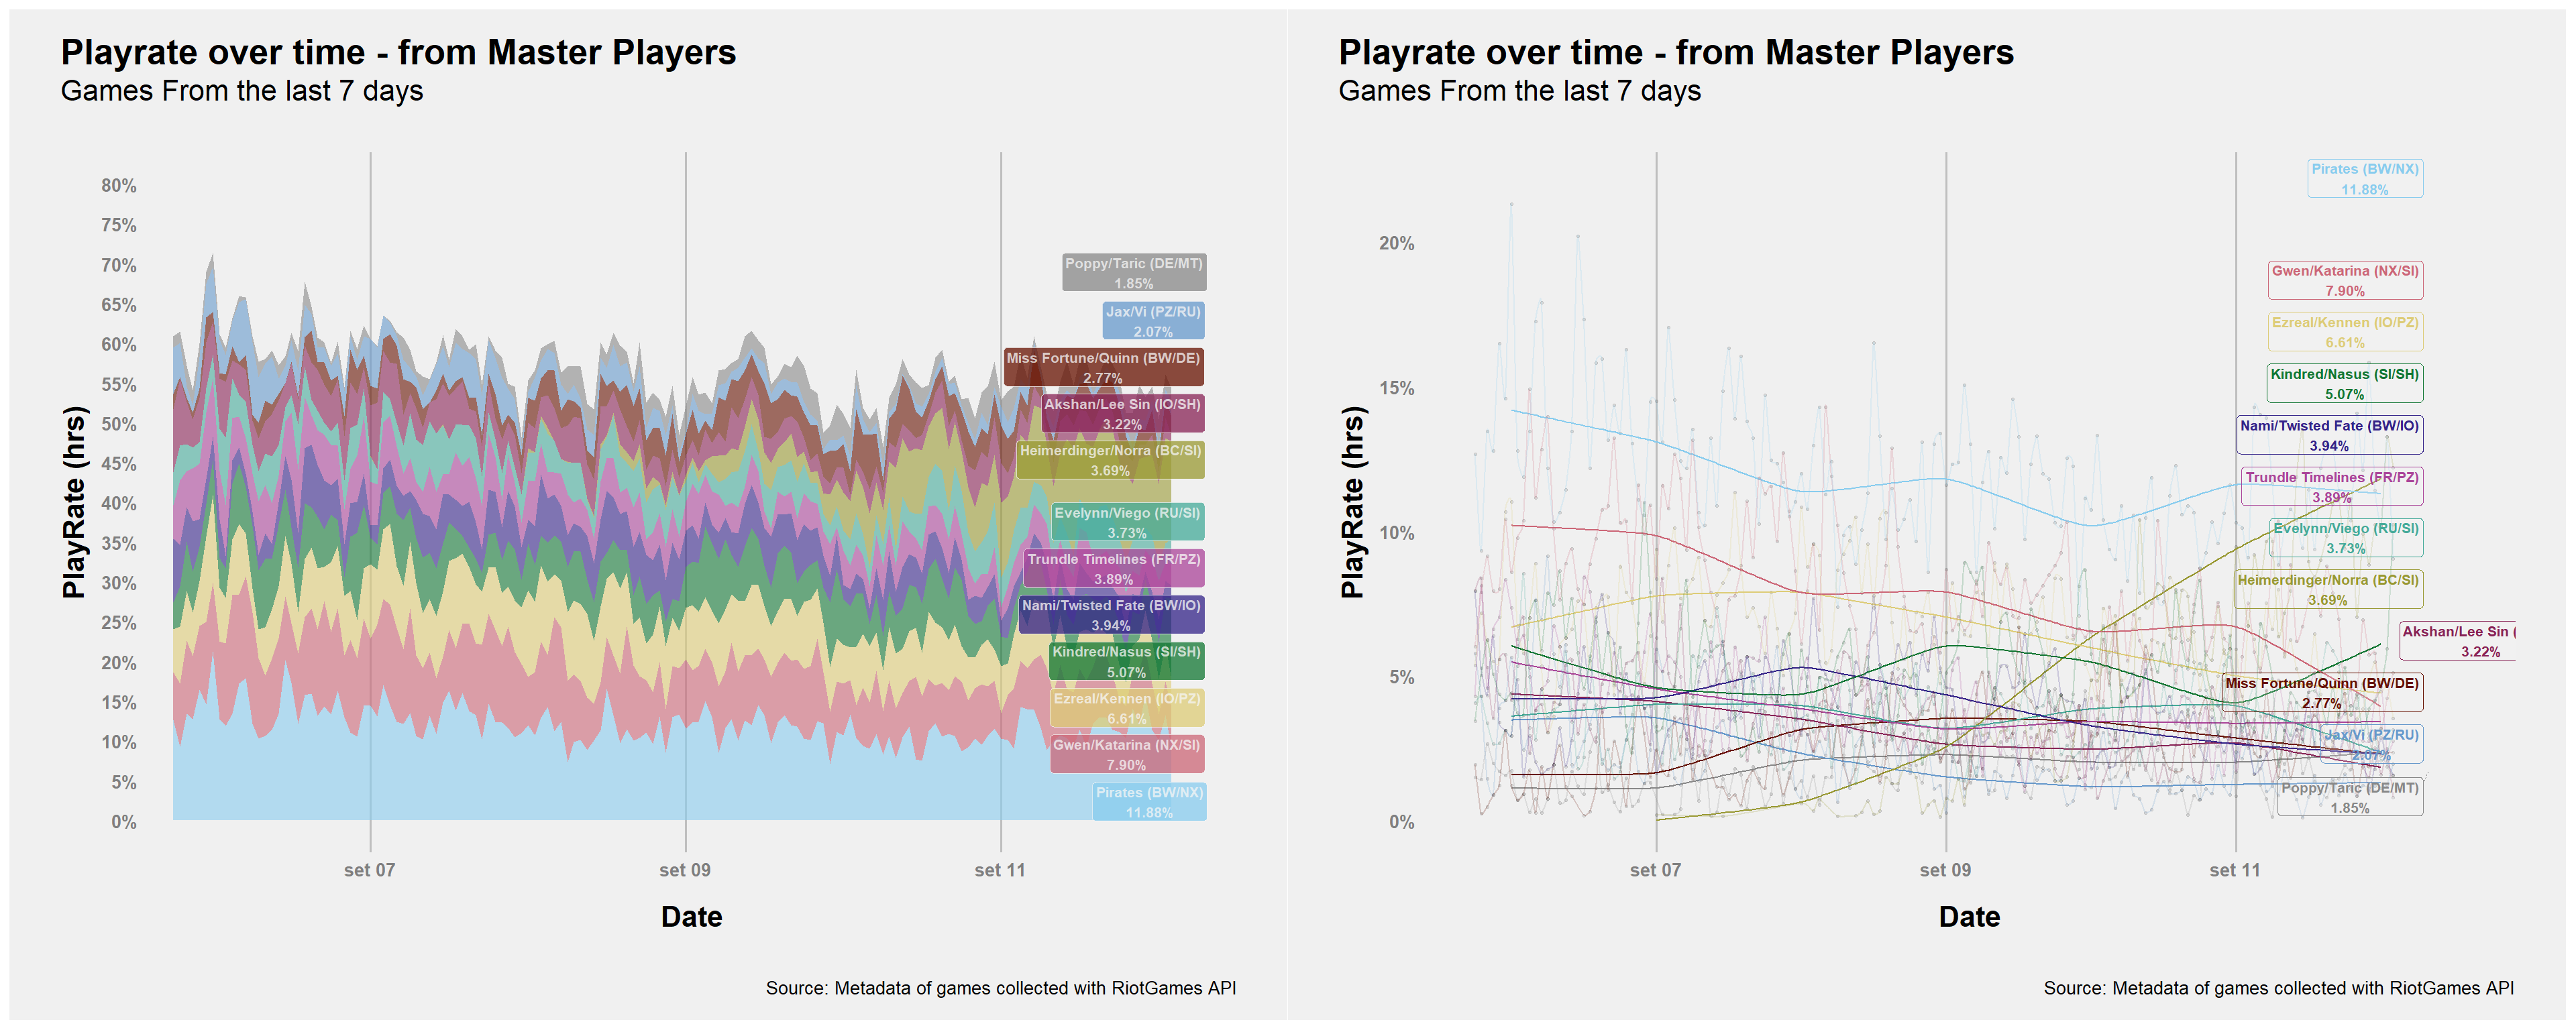 Playrate over time - from Master Players
Games From the last 7 days
PlayRate (hrs)
80%
75%
70%
65%
60%
55%
50%
45%
40%
35%
30%
25%
20%
15%
10%
5%
0%
Poppy/Taric (DE/MT)
1.85%
Jax/Vi (PZ/RU)
2.07%
Miss Fortune/Quinn (BW/DE)
2.77%
Akshan/Lee Sin (IO/SH)
3.22%
Heimerdinger/Norra (BC/SI)
3.69%
Evelynn/Viego (RU/SI)
3.73%
Trundle Timelines (FR/PZ)
3.89%
Nami/Twisted Fate (BW/IO)
3.94%
Kindred/Nasus (SI/SH)
5.07%
Ezreal/Kennen (IO/PZ)
6.61%
Gwen/Katarina (NX/SI)
7.90%
Pirates (BW/NX)
11.88%
set 07
set 09
set 11
Date
Source: Metadata of games collected with RiotGames API
Playrate over time - from Master Players
Games From the last 7 days
PlayRate (hrs)
20%
15%
10%
5%
0%
Pirates (BW/NX)
11.88%
Gwen/Katarina (NX/SI)
7.90%
Ezreal/Kennen (IO/PZ)
6.61%
Kindred/Nasus (SI/SH)
5.07%
Nami/Twisted Fate (BW/IO)
3.94%
Trundle Timelines (FR/PZ)
3.89%
Evelynn/Viego (RU/SI)
3.73%
Heimerdinger/Norra (BC/SI)
3.69%
Akshan/Lee Sin (
3.22%
Miss Fortune/Quinn (BW/DE)
2.77%
Jax/Vi (PZ/RU)
2.07%
Poppy/Taric (DE/MT)
1.85%
set 07
set 09
set 11
Date
Source: Metadata of games collected with RiotGames API